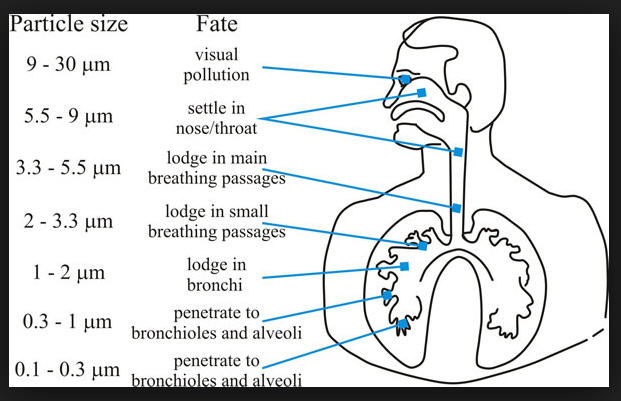 Particle size Fate
9 - 30 μm visual
pollution
5.5 - 9 μm settle in
nose/throat
3.3 - 5.5 μm lodge in main
breathing passages
2 - 3.3 μm lodge in small
breathing passages
1 - 2 μm lodge in
bronchi
0.3 - 1 μm penetrate to
bronchioles and alveoli
0.1 - 0.3 μm penetrate to
bronchioles and alveoli